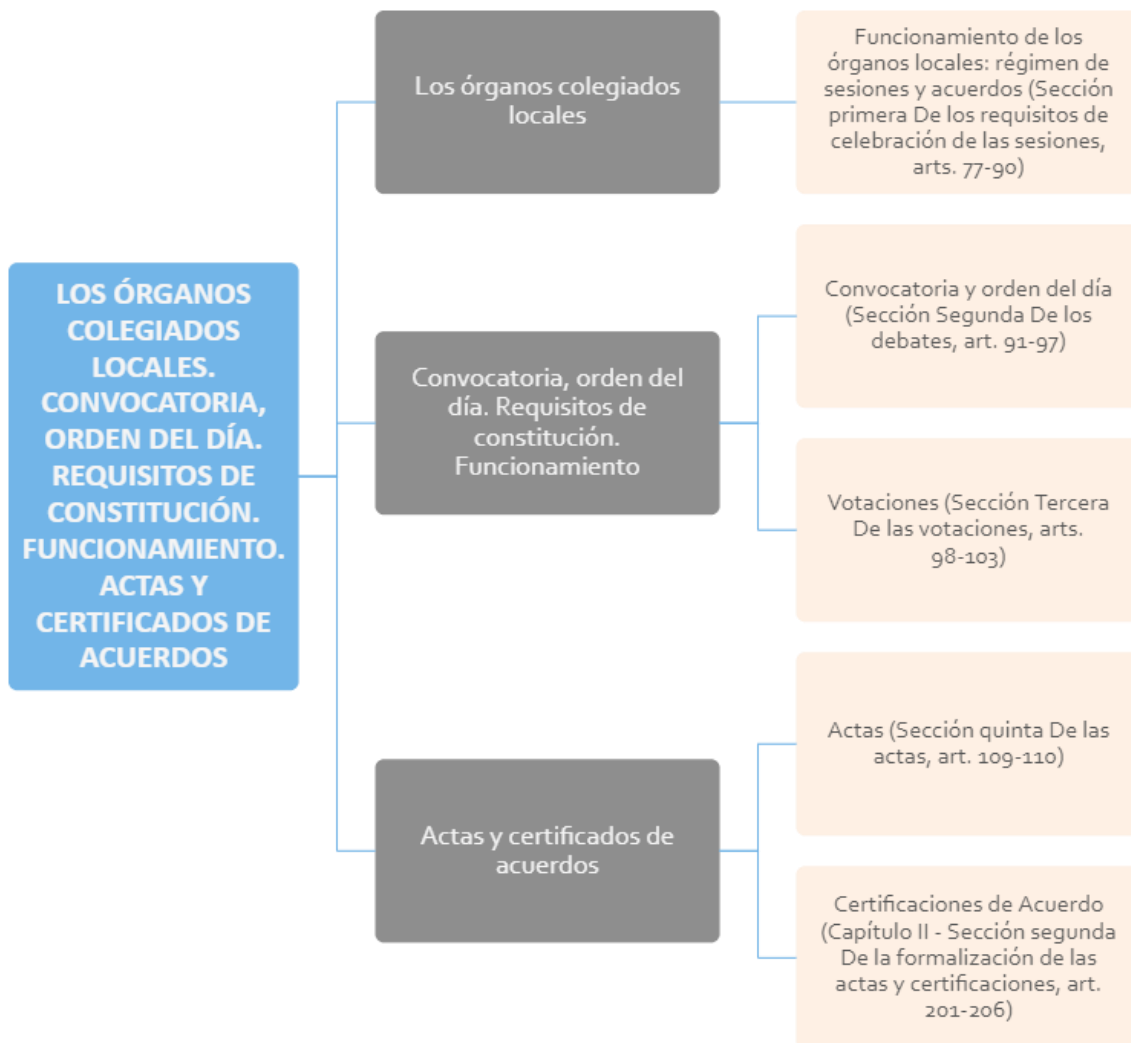 LOS ÓRGANOS
COLEGIADOS
LOCALES.
CONVOCATORIA,
ORDEN DEL DÍA.
REQUISITOS DE
CONSTITUCIÓN.
FUNCIONAMIENTO.
ACTAS Y
CERTIFICADOS DE
ACUERDOS
Los órganos colegiados
locales
Funcionamiento de los
órganos locales: régimen de
sesiones y acuerdos (Sección
primera De los requisitos de
celebración de las sesiones,
arts. 77-90)
Convocatoria, orden del
día. Requisitos de
constitución.
Funcionamiento
Convocatoria y orden del día
(Sección Segunda De los
debates, art. 91-97)
Votaciones (Sección Tercera
De las votaciones, arts.
98-103)
Actas y certificados de
acuerdos
Actas (Sección quinta De las
actas, art. 109-110)
Certificaciones de Acuerdo
(Capítulo II - Sección segunda
De la formalización de las
actas y certificaciones, art.
201-206)